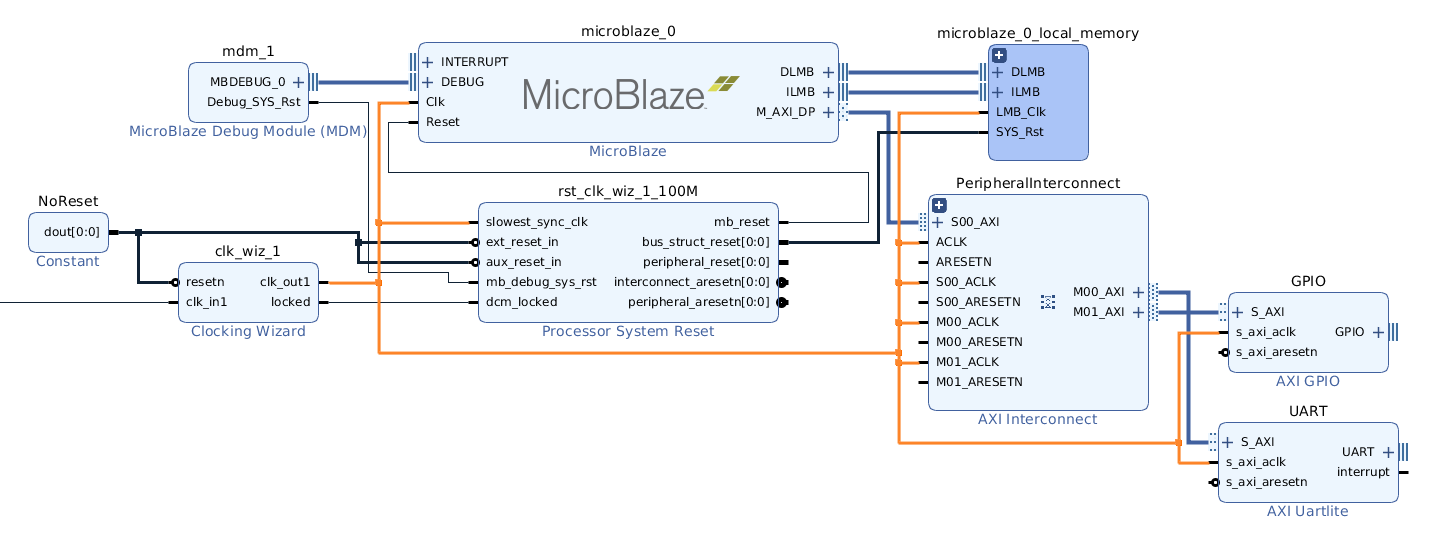 mdm_1
MBDEBUG_0
Debug_SYS_Rst
MicroBlaze Debug Module (MDM)
microblaze_0
INTERRUPT
DEBUG
Clk
Reset
MicroBlaze
DLMB
ILMB
M_AXI_DP
MicroBlaze
microblaze_0_local_memory
DLMB
ILMB
LMB_Clk
SYS_Rst
NoReset
dout[0:0]
Constant
clk_wiz_1
resetn
clk_in1
clk_out1
locked
Clocking Wizard
rst_clk_wiz_1_100M
slowest_sync_clk
ext_reset_in
aux_reset_in
mb_debug_sys_rst
dcm_locked
mb_reset
bus_struct_reset[0:0]
peripheral_reset[0:0]
interconnect_aresetn[0:0]
peripheral_aresetn[0:0]
Processor System Reset
PeripheralInterconnect
S00_AXI
ACLK
ARESETN
S00_ACLK
S00_ARESETN
M00_ACLK
M00_ARESETN
M01_ACLK
M01_ARESETN
M00_AXI
M01_AXI
AXI Interconnect
GPIO
S_AXI
s_axi_aclk
s_axi_aresetn
GPIO
AXI GPIO
UART
S_AXI
s_axi_aclk
s_axi_aresetn
UART
interrupt
AXI Uartlite